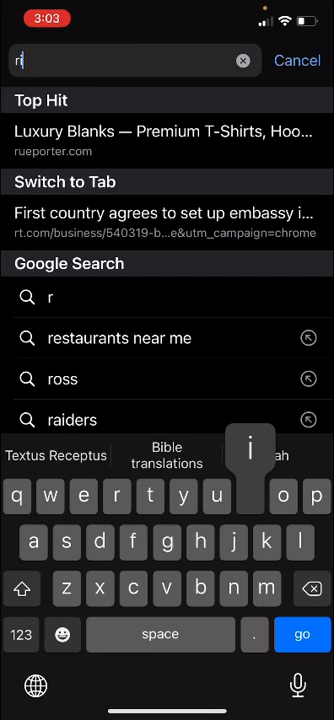 3:03
ri
Cancel
Top Hit
Luxury Blanks — Premium T-Shirts, Hoo...
rueporter.com
Switch to Tab
First country agrees to set up embassy i...
rt.com/business/540319-b...e&utm_campaign=chrome
Google Search
r
restaurants near me
ross
raiders
Textus Receptus
Bible
translations
ah
i
q w e r t y u o p
a s d f g h j k l
z x c v b n m
123
space
.
go